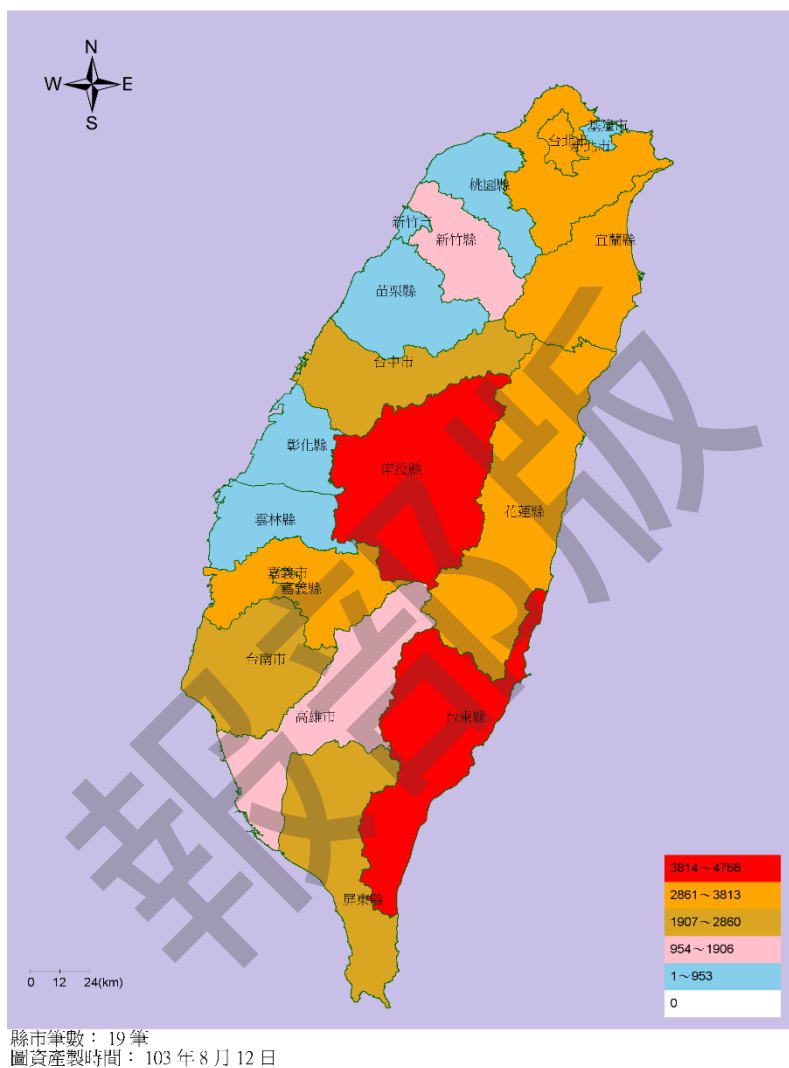 N
W E
S
基隆市
台北市
新北市
桃園縣
新竹市
新竹縣
宜蘭縣
苗栗縣
台中市
彰化縣
南投縣
雲林縣
花蓮縣
嘉義市
嘉義縣
台南市
高雄市
台東縣
屏東縣
報部版
3814～4766
2861～3813
1907～2860
954～1906
1～953
0
0 12 24(km)
縣市筆數： 19 筆
圖資產製時間： 103 年 8 月 12 日